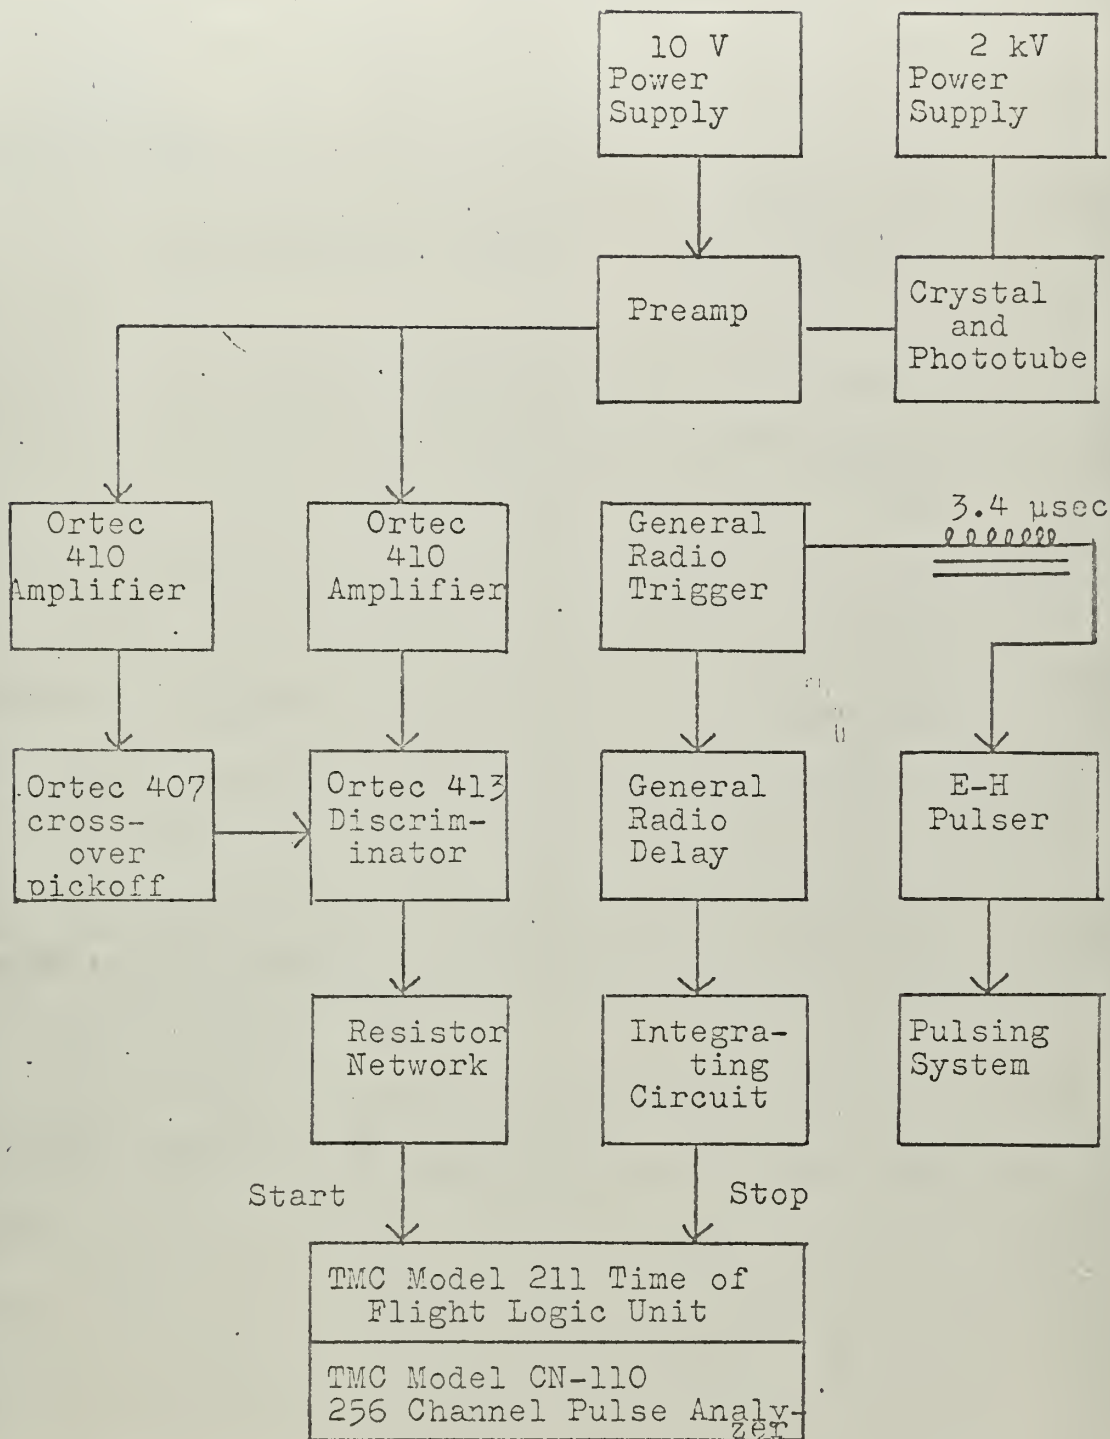 10 V
Power
Supply
2 kV
Power
Supply
Preamp
Crystal
and
Phototube
Ortec
410
Amplifier
Ortec
410
Amplifier
General
Radio
Trigger
3.4 μsec
Ortec 407
cross-
over
pickoff
Ortec 413
Discrim-
inator
General
Radio
Delay
E-H
Pulser
Resistor
Network
Integra-
ting
Circuit
Pulsing
System
Start
Stop
TMC Model 211 Time of
Flight Logic Unit
TMC Model CN-110
256 Channel Pulse Analy-
zer